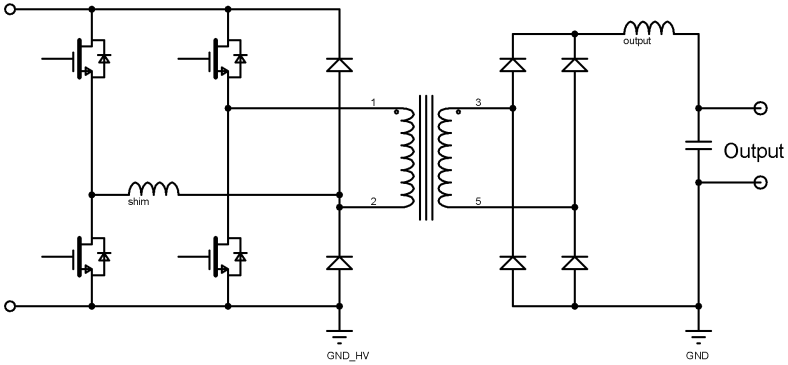 output
1
3
Output
shim
2
5
GND_HV
GND